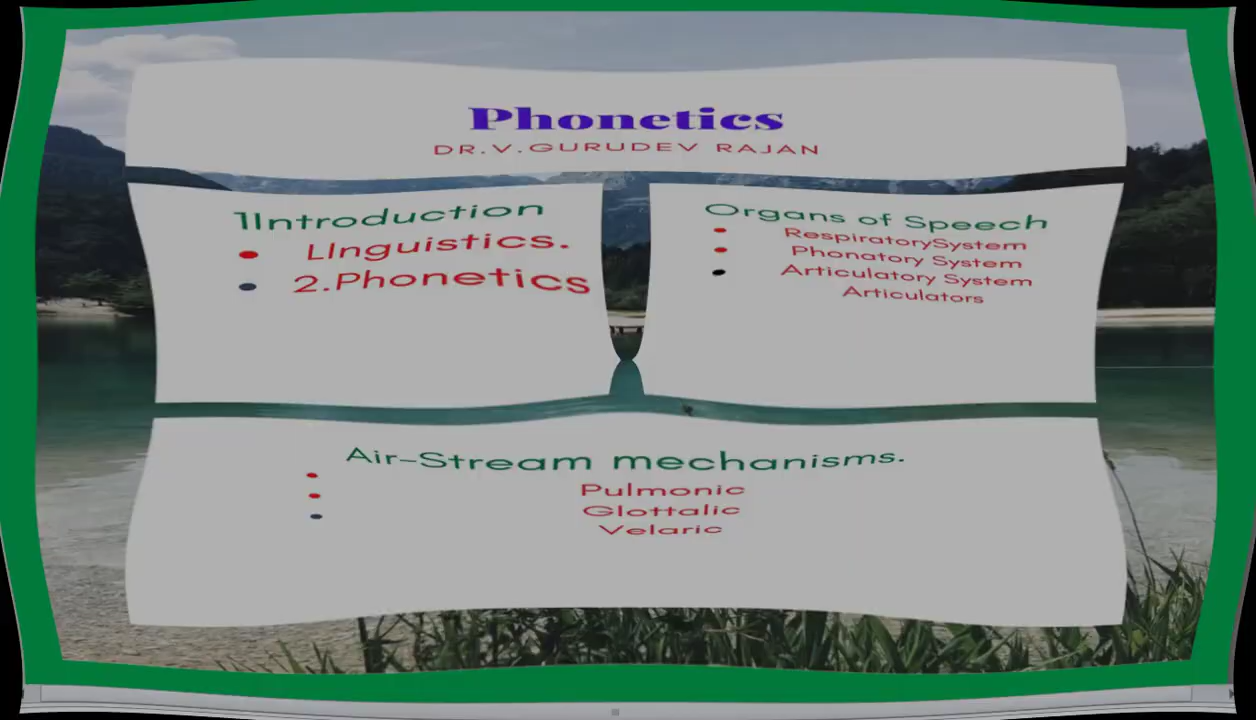 Phonetics
DR.V.GURUDEV RAJAN
1Introduction
• LInguistics.
• 2.Phonetics
Organs of Speech
• RespiratorySystem
• Phonatory System
• Articulatory System
Articulators
Air-Stream mechanisms.
• Pulmonic
• Glottalic
• Velaric